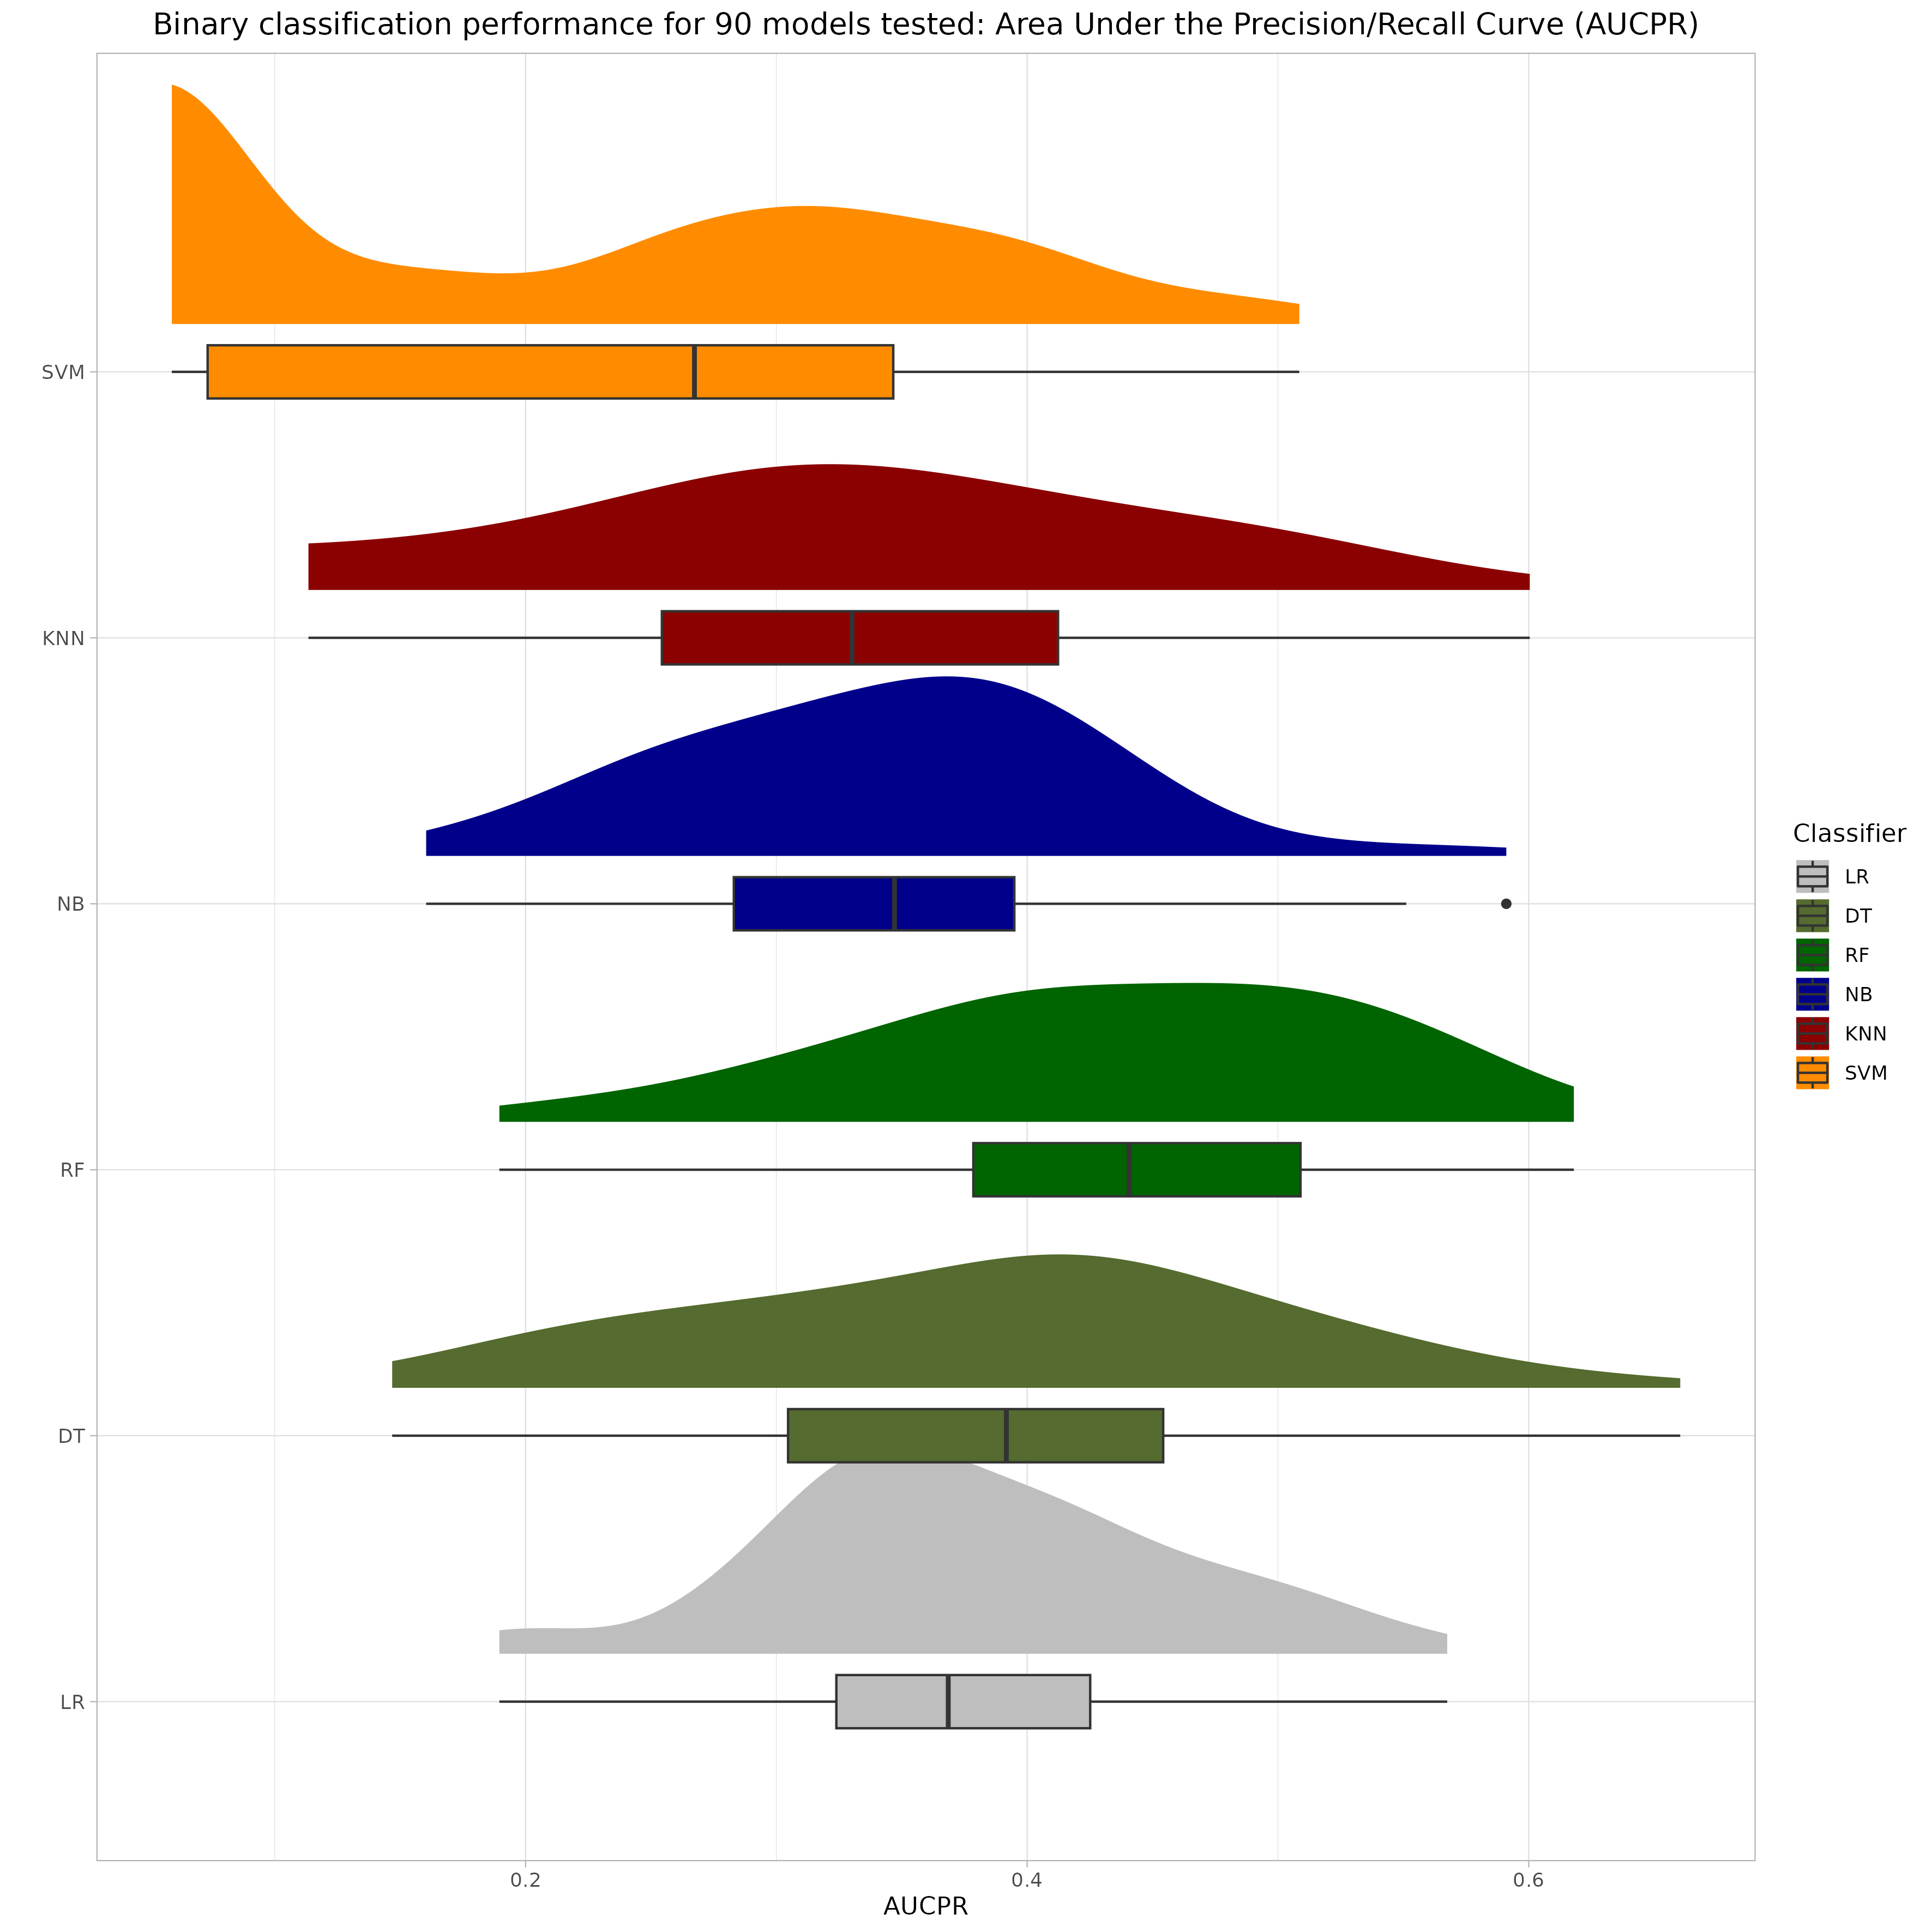 Binary classification performance for 90 models tested: Area Under the Precision/Recall Curve (AUCPR)
SVM
KNN
NB
RF
DT
LR
0.2 0.4 0.6
AUCPR
Classifier
LR
DT
RF
NB
KNN
SVM